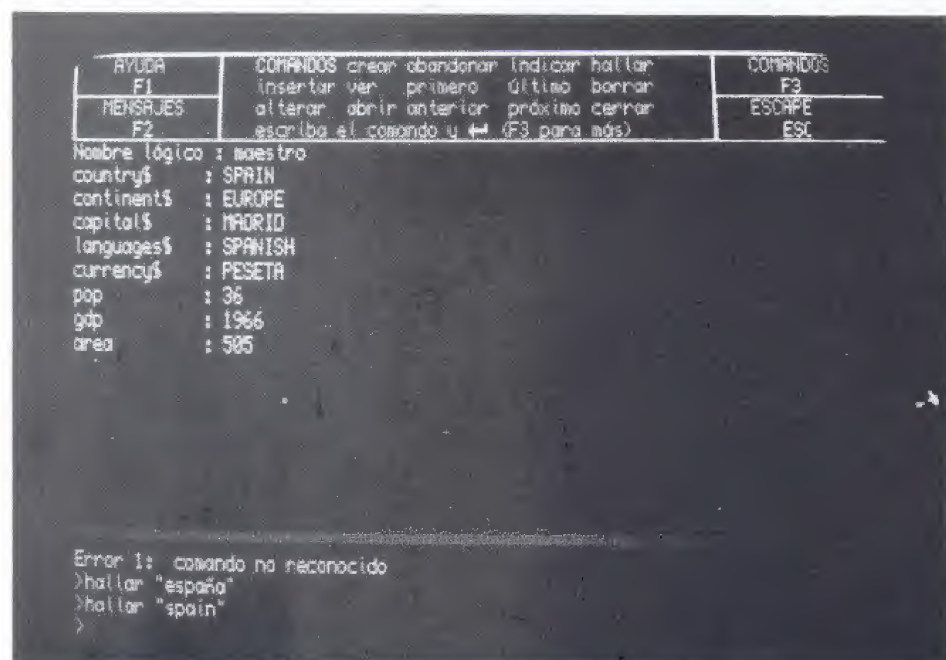 AYUDA COMANDOS crear abandonar indicar hallar COMANDOS
F1 insertar ver primero último borrar F3
MENSAJES alterar abrir anterior próximo cerrar ESCAPE
F2 escriba el comando y ↵ (F3 para más) ESC
Nombre lógico : maestro
country$ : SPAIN
continent$ : EUROPE
capital$ : MADRID
languages$ : SPANISH
currency$ : PESETA
pop : 36
gdp : 1966
area : 505
Error 1: comando no reconocido
>hallar "españa"
>hallar "spain"
>